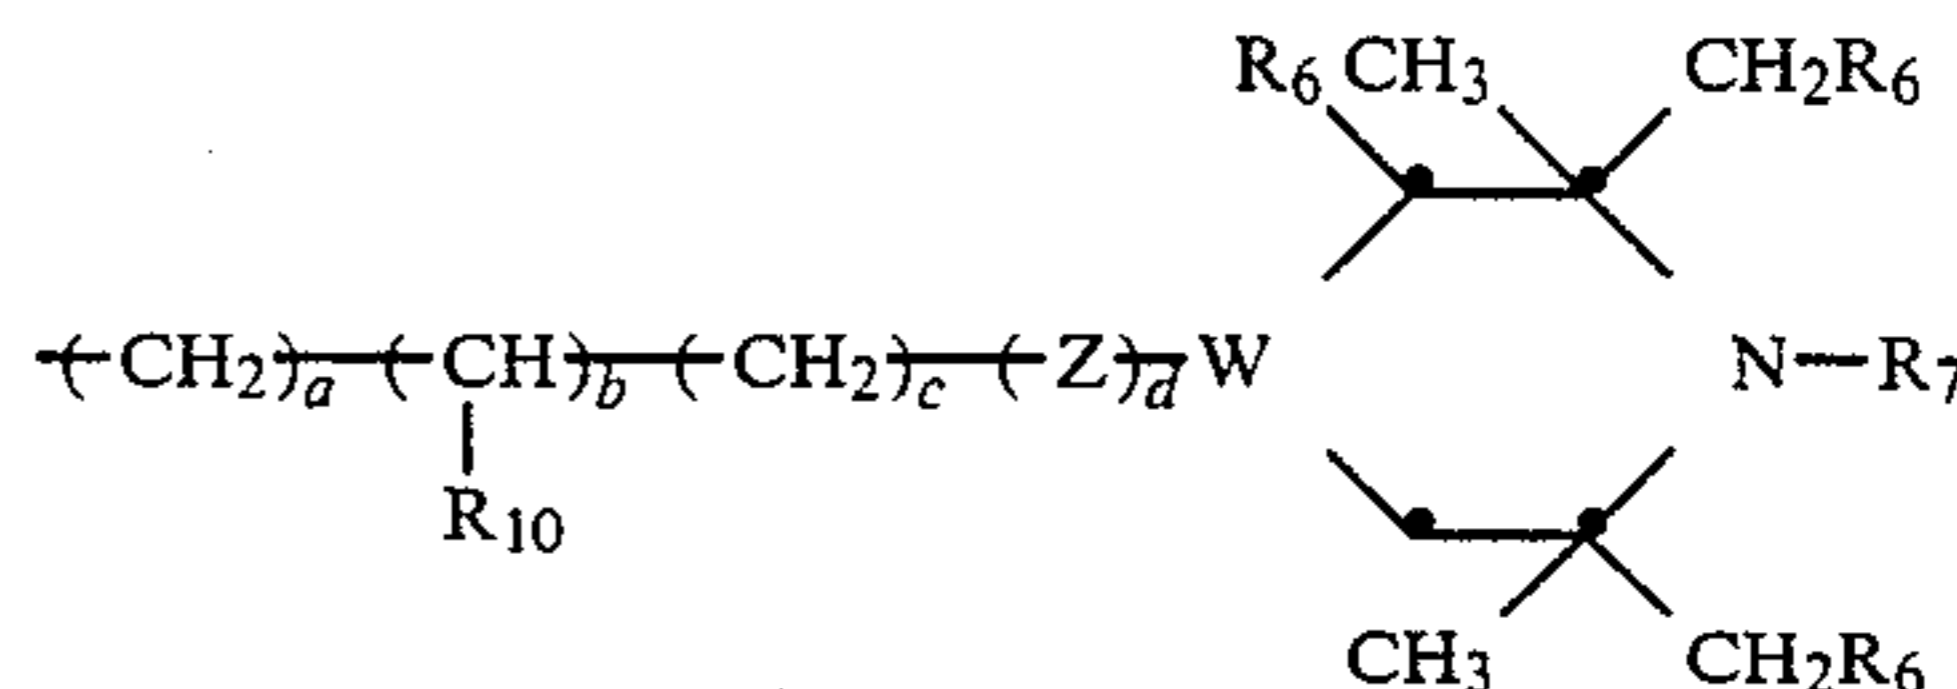 R6 CH3 CH2R6
(CH2)a (CH)b (CH2)c (Z)d W N R7
R10
CH3 CH2R6